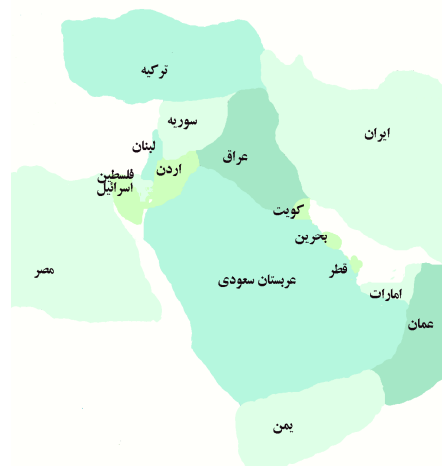 ترکیه
سوریه
ایران
لبنان
عراق
اردن
فلسطین
اسرائیل
کویت
بحرین
قطر
مصر
عربستان سعودی
امارات
عمان
یمن